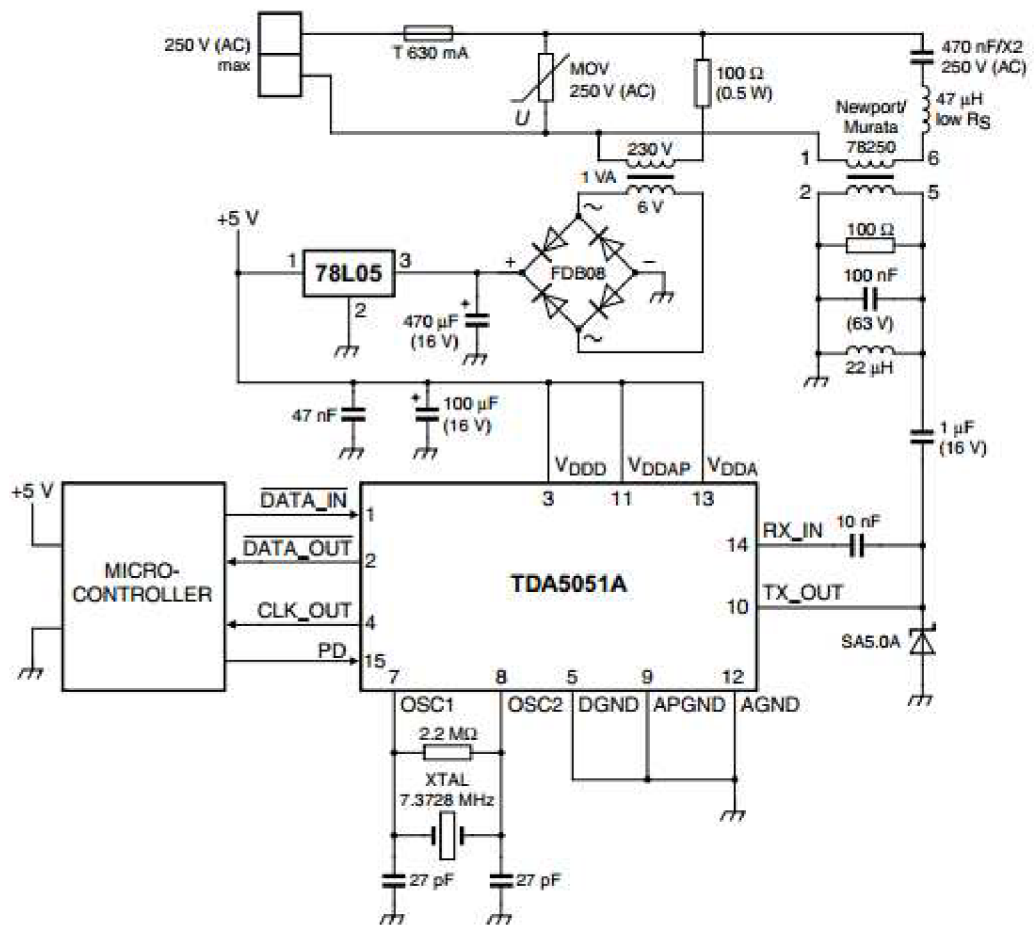 250 V (AC)
max
T 630 mA
MOV
250 V (AC)
U
100 Ω
(0.5 W)
470 nF/X2
250 V (AC)
47 μH
low RS
Newport/
Murata
78250
1
6
2
5
230 V
1 VA
6 V
+5 V
1
78L05
3
2
+
FDB08
−
~
~
+
470 μF
(16 V)
100 Ω
100 nF
(63 V)
22 μH
47 nF
+
100 μF
(16 V)
1 μF
(16 V)
VDDD
VDDAP
VDDA
3
11
13
+5 V
MICRO-
CONTROLLER
DATA_IN
1
DATA_OUT
2
CLK_OUT
4
PD
15
TDA5051A
14
RX_IN
10 nF
10
TX_OUT
SA5.0A
7
8
5
9
12
OSC1
OSC2
DGND
APGND
AGND
2.2 MΩ
XTAL
7.3728 MHz
27 pF
27 pF